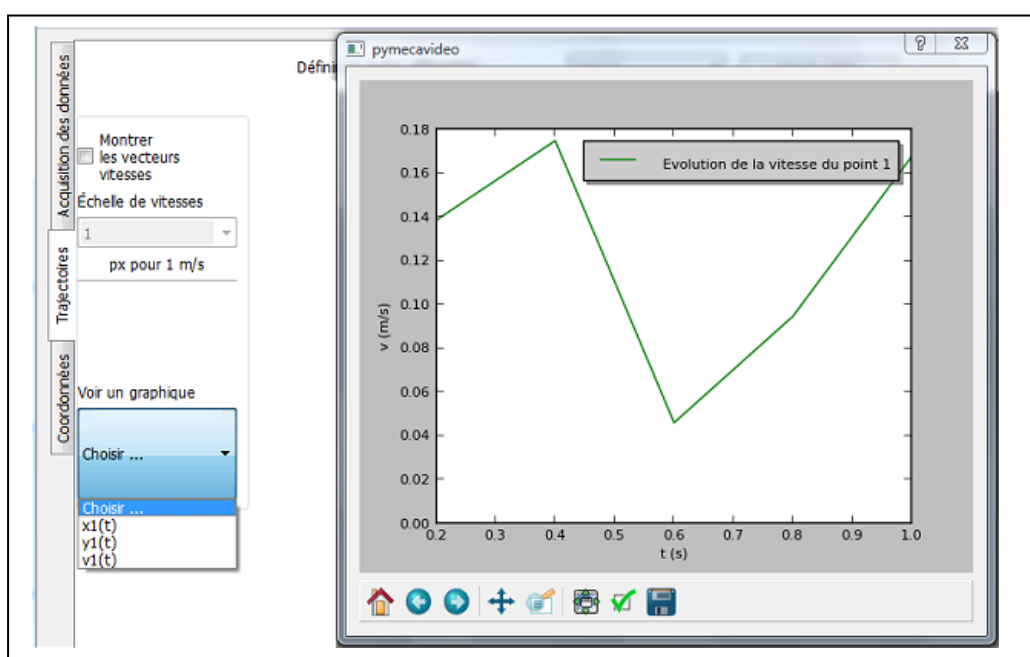 Acquisition des données
Trajectoires
Coordonnées
Défini
Montrer
les vecteurs
vitesses
Échelle de vitesses
1
px pour 1 m/s
Voir un graphique
Choisir ...
Choisir ...
x1(t)
y1(t)
v1(t)
pymecavideo
Evolution de la vitesse du point 1
v (m/s)
0.18
0.16
0.14
0.12
0.10
0.08
0.06
0.04
0.02
0.00
0.2 0.3 0.4 0.5 0.6 0.7 0.8 0.9 1.0
t (s)